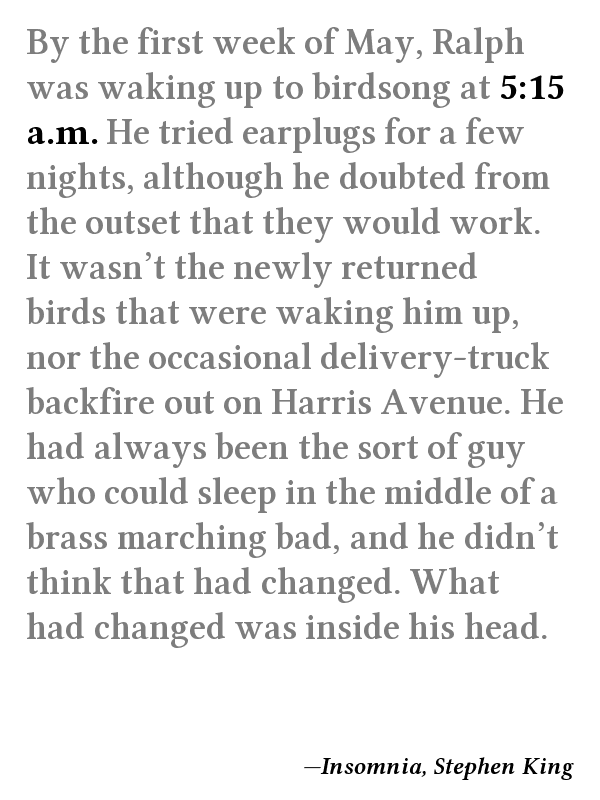 By the first week of May, Ralph
was waking up to birdsong at 5:15
a.m. He tried earplugs for a few
nights, although he doubted from
the outset that they would work.
It wasn’t the newly returned
birds that were waking him up,
nor the occasional delivery-truck
backfire out on Harris Avenue. He
had always been the sort of guy
who could sleep in the middle of a
brass marching bad, and he didn’t
think that had changed. What
had changed was inside his head.
—Insomnia, Stephen King